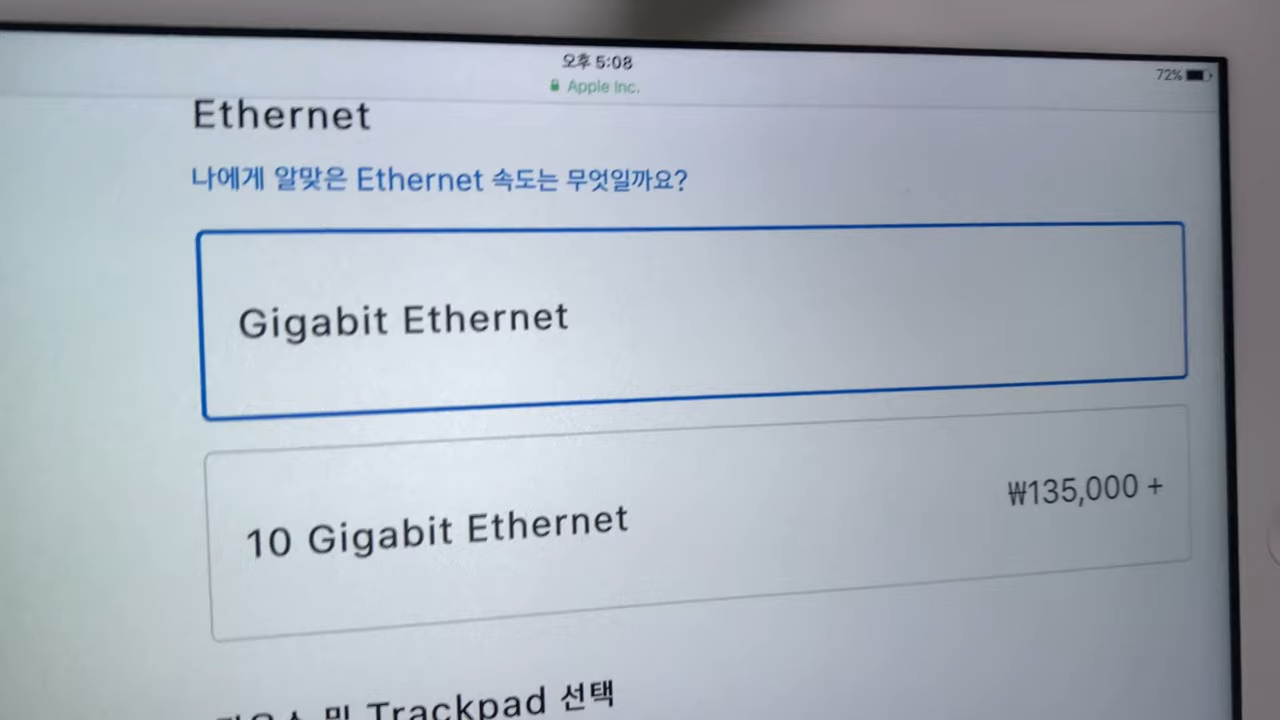 오후 5:08
72%
Apple Inc.
Ethernet
나에게 알맞은 Ethernet 속도는 무엇일까요?
Gigabit Ethernet
₩135,000 +
10 Gigabit Ethernet
및 Trackpad 선택